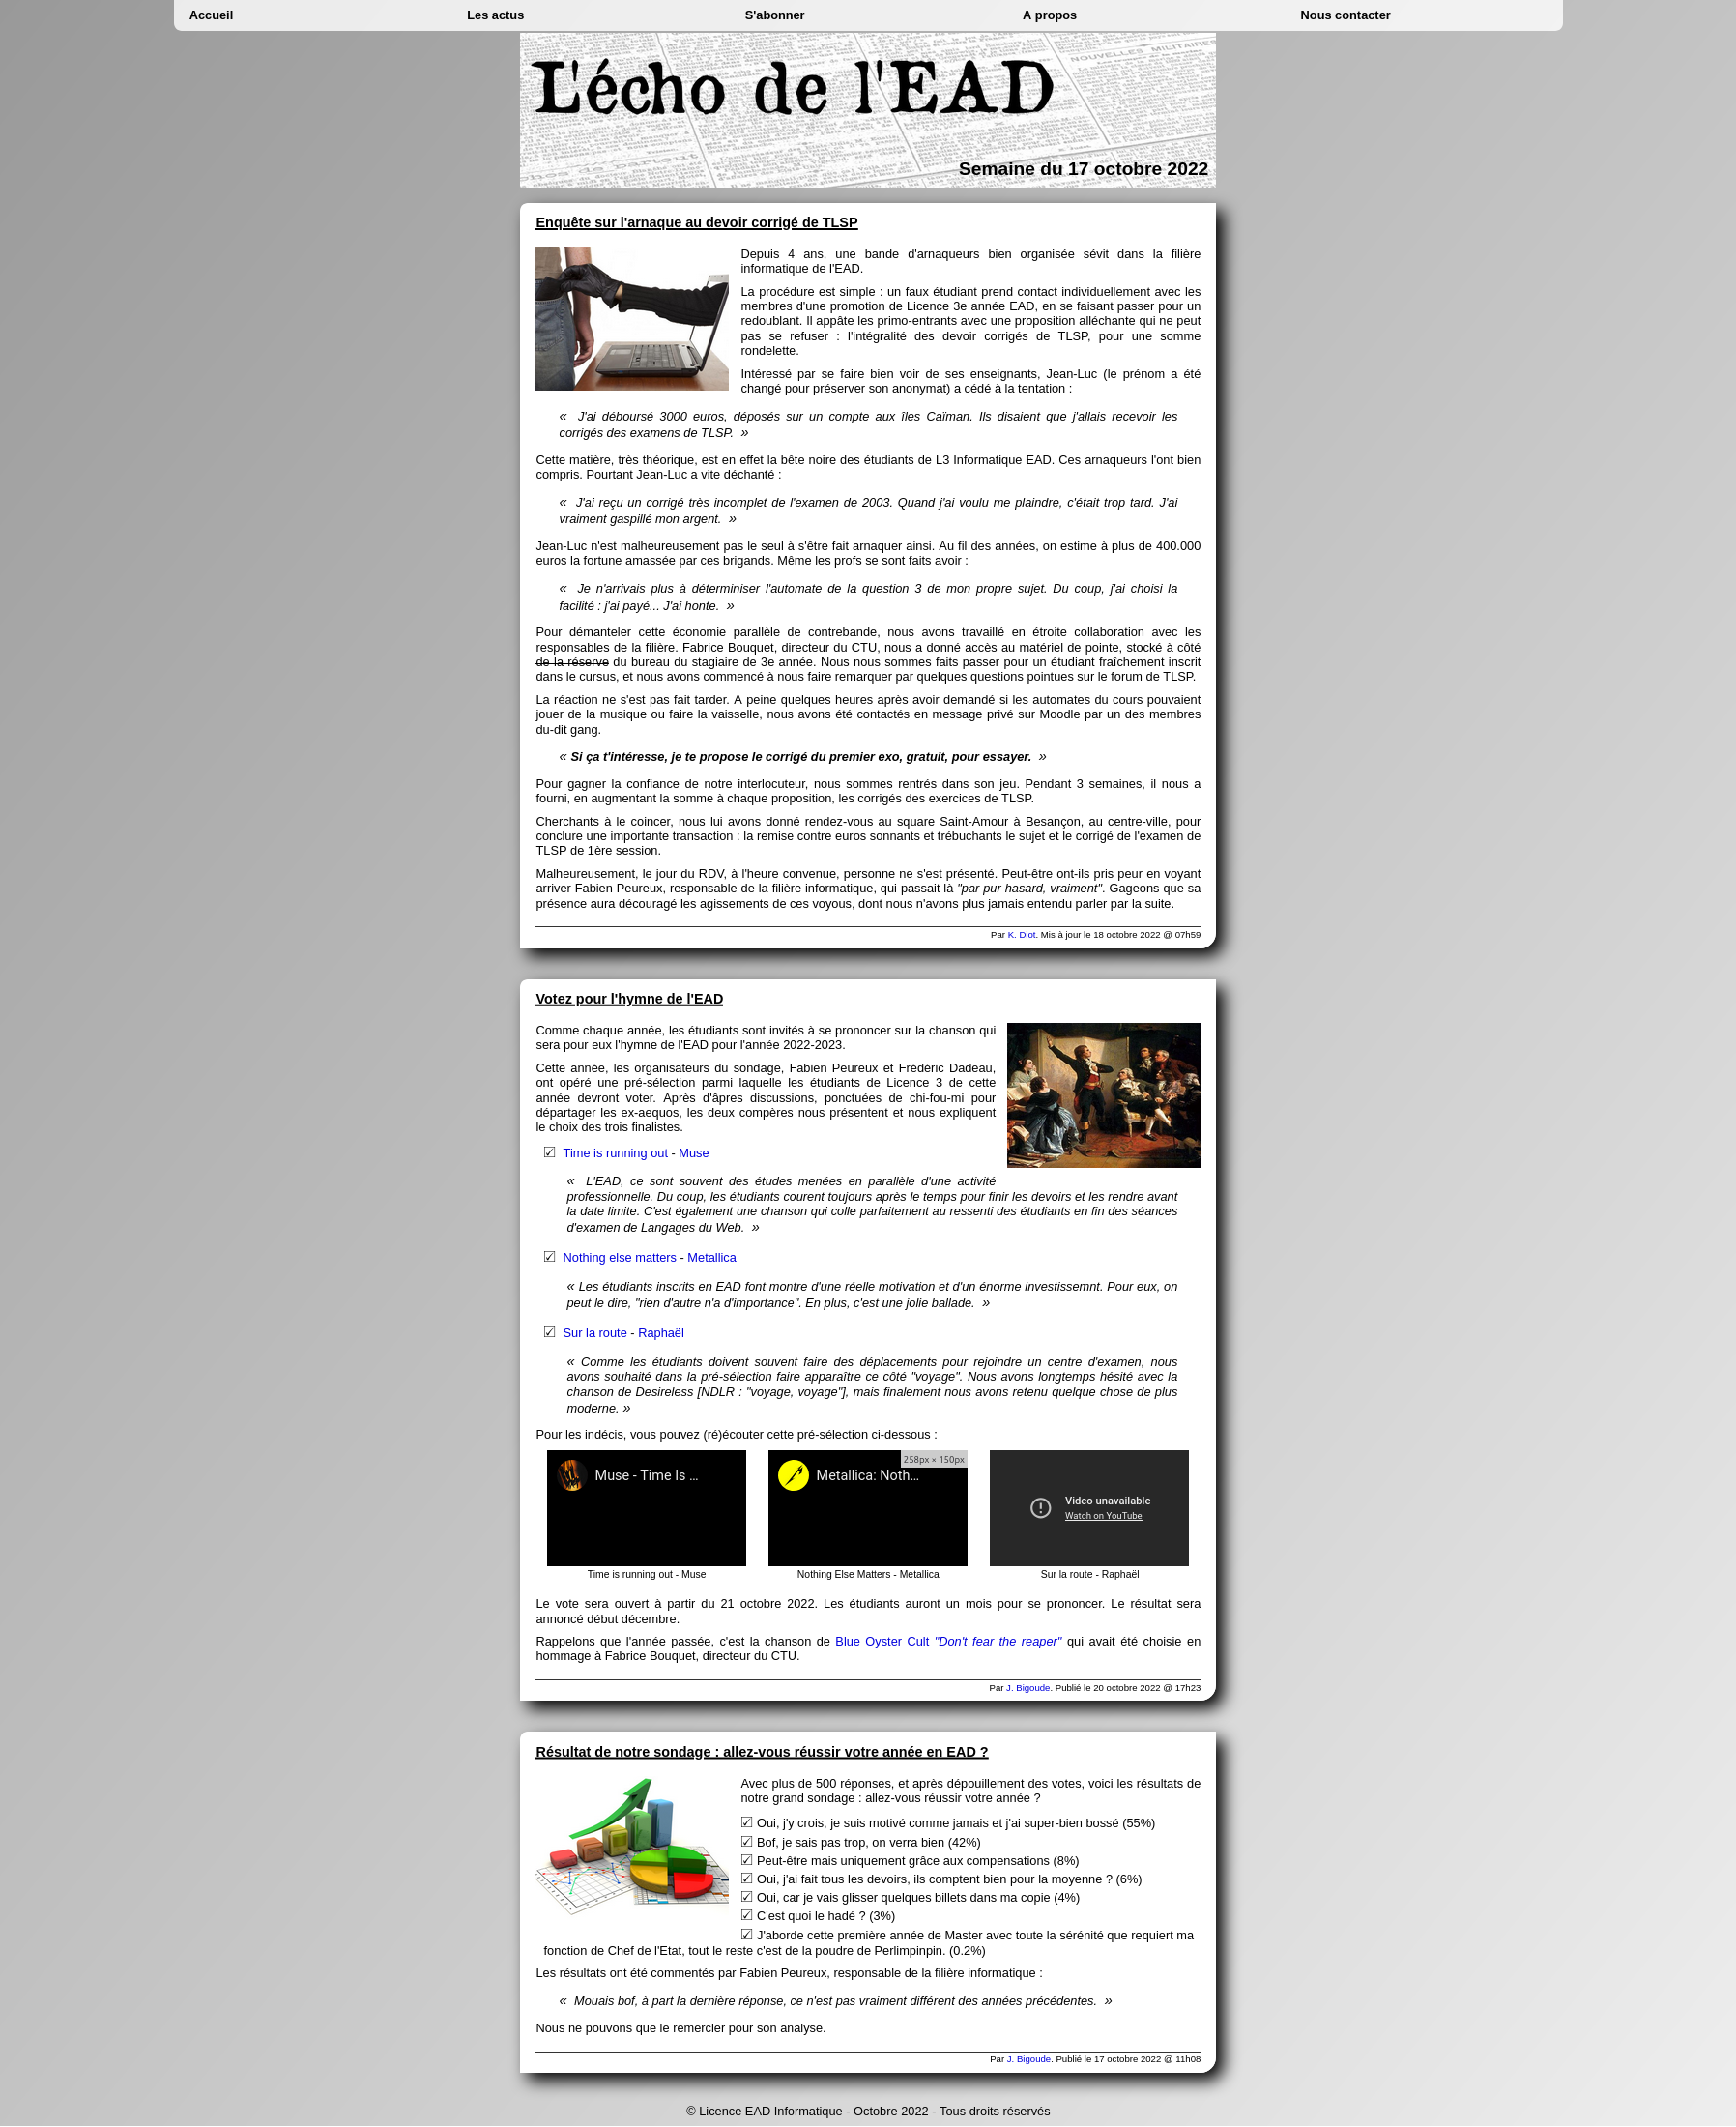 Accueil
Les actus
S'abonner
A propos
Nous contacter
NOUVELLES MILITAIRES
L'écho de l'EAD
Semaine du 17 octobre 2022
Enquête sur l'arnaque au devoir corrigé de TLSP
Depuis 4 ans, une bande d'arnaqueurs bien organisée sévit dans la filière
informatique de l'EAD.
La procédure est simple : un faux étudiant prend contact individuellement avec les
membres d'une promotion de Licence 3e année EAD, en se faisant passer pour un
redoublant. Il appâte les primo-entrants avec une proposition alléchante qui ne peut
pas se refuser : l'intégralité des devoir corrigés de TLSP, pour une somme
rondelette.
Intéressé par se faire bien voir de ses enseignants, Jean-Luc (le prénom a été
changé pour préserver son anonymat) a cédé à la tentation :
« J'ai déboursé 3000 euros, déposés sur un compte aux îles Caïman. Ils disaient que j'allais recevoir les
corrigés des examens de TLSP. »
Cette matière, très théorique, est en effet la bête noire des étudiants de L3 Informatique EAD. Ces arnaqueurs l'ont bien
compris. Pourtant Jean-Luc a vite déchanté :
« J'ai reçu un corrigé très incomplet de l'examen de 2003. Quand j'ai voulu me plaindre, c'était trop tard. J'ai
vraiment gaspillé mon argent. »
Jean-Luc n'est malheureusement pas le seul à s'être fait arnaquer ainsi. Au fil des années, on estime à plus de 400.000
euros la fortune amassée par ces brigands. Même les profs se sont faits avoir :
« Je n'arrivais plus à déterminiser l'automate de la question 3 de mon propre sujet. Du coup, j'ai choisi la
facilité : j'ai payé... J'ai honte. »
Pour démanteler cette économie parallèle de contrebande, nous avons travaillé en étroite collaboration avec les
responsables de la filière. Fabrice Bouquet, directeur du CTU, nous a donné accès au matériel de pointe, stocké à côté
de la réserve du bureau du stagiaire de 3e année. Nous nous sommes faits passer pour un étudiant fraîchement inscrit
dans le cursus, et nous avons commencé à nous faire remarquer par quelques questions pointues sur le forum de TLSP.
La réaction ne s'est pas fait tarder. A peine quelques heures après avoir demandé si les automates du cours pouvaient
jouer de la musique ou faire la vaisselle, nous avons été contactés en message privé sur Moodle par un des membres
du-dit gang.
« Si ça t'intéresse, je te propose le corrigé du premier exo, gratuit, pour essayer. »
Pour gagner la confiance de notre interlocuteur, nous sommes rentrés dans son jeu. Pendant 3 semaines, il nous a
fourni, en augmentant la somme à chaque proposition, les corrigés des exercices de TLSP.
Cherchants à le coincer, nous lui avons donné rendez-vous au square Saint-Amour à Besançon, au centre-ville, pour
conclure une importante transaction : la remise contre euros sonnants et trébuchants le sujet et le corrigé de l'examen de
TLSP de 1ère session.
Malheureusement, le jour du RDV, à l'heure convenue, personne ne s'est présenté. Peut-être ont-ils pris peur en voyant
arriver Fabien Peureux, responsable de la filière informatique, qui passait là "par pur hasard, vraiment". Gageons que sa
présence aura découragé les agissements de ces voyous, dont nous n'avons plus jamais entendu parler par la suite.
Par K. Diot. Mis à jour le 18 octobre 2022 @ 07h59
Votez pour l'hymne de l'EAD
Comme chaque année, les étudiants sont invités à se prononcer sur la chanson qui
sera pour eux l'hymne de l'EAD pour l'année 2022-2023.
Cette année, les organisateurs du sondage, Fabien Peureux et Frédéric Dadeau,
ont opéré une pré-sélection parmi laquelle les étudiants de Licence 3 de cette
année devront voter. Après d'âpres discussions, ponctuées de chi-fou-mi pour
départager les ex-aequos, les deux compères nous présentent et nous expliquent
le choix des trois finalistes.
☑ Time is running out - Muse
« L'EAD, ce sont souvent des études menées en parallèle d'une activité
professionnelle. Du coup, les étudiants courent toujours après le temps pour finir les devoirs et les rendre avant
la date limite. C'est également une chanson qui colle parfaitement au ressenti des étudiants en fin des séances
d'examen de Langages du Web. »
☑ Nothing else matters - Metallica
« Les étudiants inscrits en EAD font montre d'une réelle motivation et d'un énorme investissemnt. Pour eux, on
peut le dire, "rien d'autre n'a d'importance". En plus, c'est une jolie ballade. »
☑ Sur la route - Raphaël
« Comme les étudiants doivent souvent faire des déplacements pour rejoindre un centre d'examen, nous
avons souhaité dans la pré-sélection faire apparaître ce côté "voyage". Nous avons longtemps hésité avec la
chanson de Desireless [NDLR : "voyage, voyage"], mais finalement nous avons retenu quelque chose de plus
moderne. »
Pour les indécis, vous pouvez (ré)écouter cette pré-sélection ci-dessous :
Muse - Time Is ...
Metallica: Noth...
258px × 150px
Video unavailable
Watch on YouTube
Time is running out - Muse
Nothing Else Matters - Metallica
Sur la route - Raphaël
Le vote sera ouvert à partir du 21 octobre 2022. Les étudiants auront un mois pour se prononcer. Le résultat sera
annoncé début décembre.
Rappelons que l'année passée, c'est la chanson de Blue Oyster Cult "Don't fear the reaper" qui avait été choisie en
hommage à Fabrice Bouquet, directeur du CTU.
Par J. Bigoude. Publié le 20 octobre 2022 @ 17h23
Résultat de notre sondage : allez-vous réussir votre année en EAD ?
Avec plus de 500 réponses, et après dépouillement des votes, voici les résultats de
notre grand sondage : allez-vous réussir votre année ?
☑ Oui, j'y crois, je suis motivé comme jamais et j'ai super-bien bossé (55%)
☑ Bof, je sais pas trop, on verra bien (42%)
☑ Peut-être mais uniquement grâce aux compensations (8%)
☑ Oui, j'ai fait tous les devoirs, ils comptent bien pour la moyenne ? (6%)
☑ Oui, car je vais glisser quelques billets dans ma copie (4%)
☑ C'est quoi le hadé ? (3%)
☑ J'aborde cette première année de Master avec toute la sérénité que requiert ma
fonction de Chef de l'Etat, tout le reste c'est de la poudre de Perlimpinpin. (0.2%)
Les résultats ont été commentés par Fabien Peureux, responsable de la filière informatique :
« Mouais bof, à part la dernière réponse, ce n'est pas vraiment différent des années précédentes. »
Nous ne pouvons que le remercier pour son analyse.
Par J. Bigoude. Publié le 17 octobre 2022 @ 11h08
© Licence EAD Informatique - Octobre 2022 - Tous droits réservés